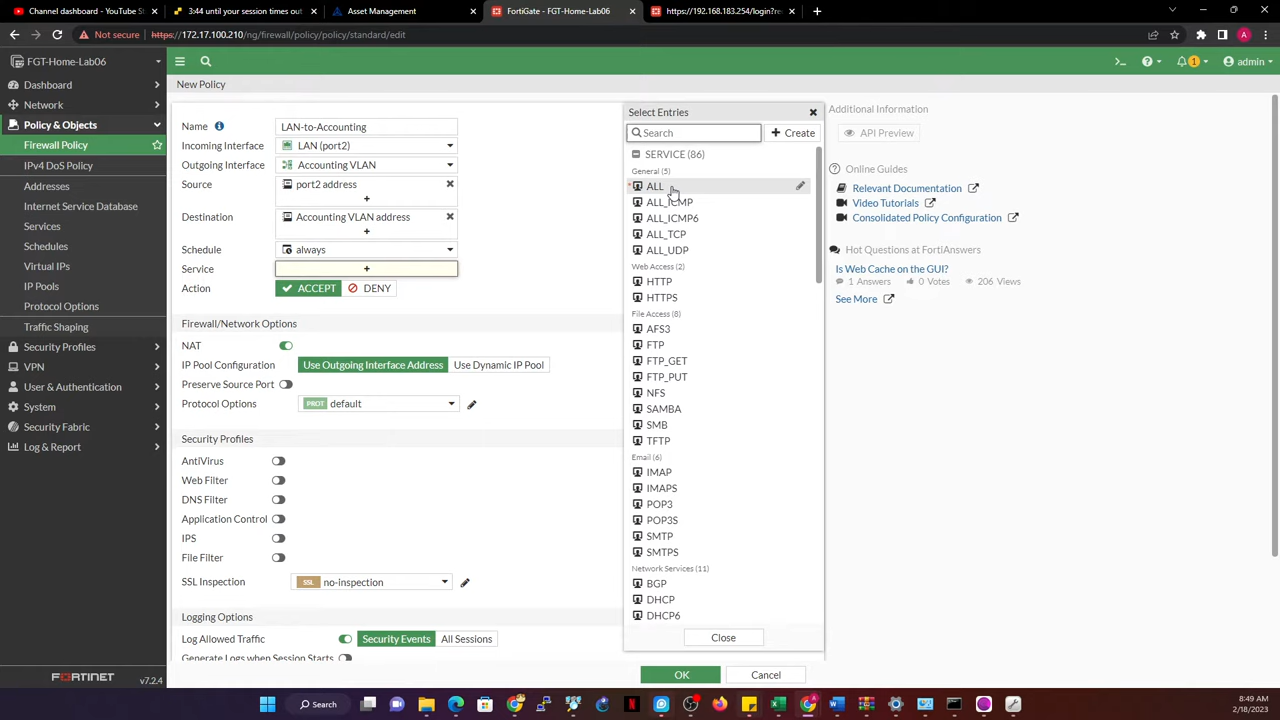 Channel dashboard - YouTube St
3:44 until your session times out
Asset Management
FortiGate - FGT-Home-Lab06
https://192.168.183.254/login?re
Not secure
https://172.17.100.210/ng/firewall/policy/policy/standard/edit
A
FGT-Home-Lab06
1
admin
Dashboard
Network
Policy & Objects
Firewall Policy
IPv4 DoS Policy
Addresses
Internet Service Database
Services
Schedules
Virtual IPs
IP Pools
Protocol Options
Traffic Shaping
Security Profiles
VPN
User & Authentication
System
Security Fabric
Log & Report
FORTINET
v7.2.4
New Policy
Name LAN-to-Accounting
Incoming Interface LAN (port2)
Outgoing Interface Accounting VLAN
Source port2 address
+
Destination Accounting VLAN address
+
Schedule always
Service +
Action ACCEPT DENY
Firewall/Network Options
NAT
IP Pool Configuration Use Outgoing Interface Address Use Dynamic IP Pool
Preserve Source Port
Protocol Options PROT default
Security Profiles
AntiVirus
Web Filter
DNS Filter
Application Control
IPS
File Filter
SSL Inspection SSL no-inspection
Logging Options
Log Allowed Traffic Security Events All Sessions
Generate Logs when Session Starts
Select Entries
Search
Create
SERVICE (86)
General (5)
ALL
ALL_ICMP
ALL_ICMP6
ALL_TCP
ALL_UDP
Web Access (2)
HTTP
HTTPS
File Access (8)
AFS3
FTP
FTP_GET
FTP_PUT
NFS
SAMBA
SMB
TFTP
Email (6)
IMAP
IMAPS
POP3
POP3S
SMTP
SMTPS
Network Services (11)
BGP
DHCP
DHCP6
Close
OK
Cancel
Additional Information
API Preview
Online Guides
Relevant Documentation
Video Tutorials
Consolidated Policy Configuration
Hot Questions at FortiAnswers
Is Web Cache on the GUI?
1 Answers 0 Votes 206 Views
See More
Search
8:49 AM
2/18/2023